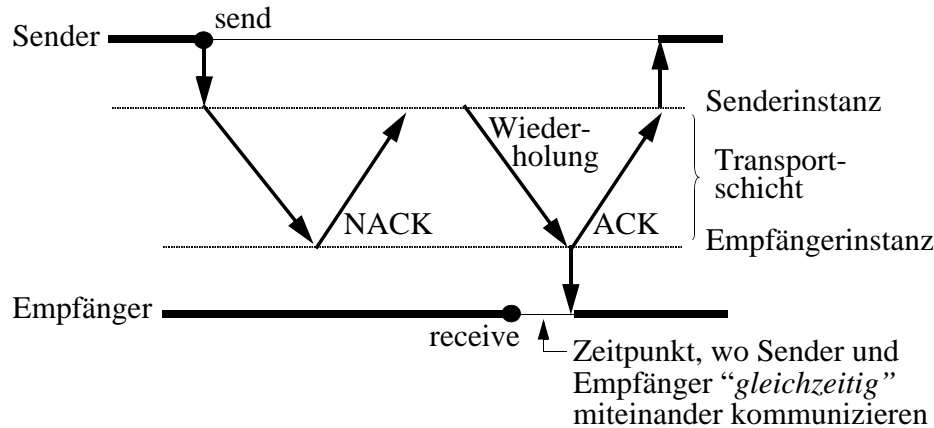 send
Sender
Senderinstanz
Wieder-
holung
Transport-
schicht
NACK
ACK
Empfängerinstanz
Empfänger
receive
Zeitpunkt, wo Sender und
Empfänger “gleichzeitig”
miteinander kommunizieren